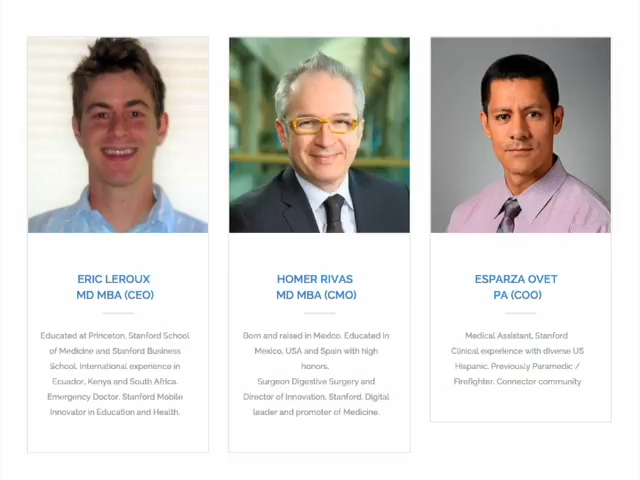 ERIC LEROUX
MD MBA (CEO)
Educated at Princeton, Stanford School
of Medicine and Stanford Business
School. International experience in
Ecuador, Kenya and South Africa.
Emergency Doctor. Stanford Mobile
Innovator in Education and Health.
HOMER RIVAS
MD MBA (CMO)
Born and raised in Mexico. Educated in
Mexico, USA and Spain with high
honors.
Surgeon Digestive Surgery and
Director of Innovation, Stanford. Digital
leader and promoter of Medicine.
ESPARZA OVET
PA (COO)
Medical Assistant, Stanford
Clinical experience with diverse US
Hispanic. Previously Paramedic /
Firefighter. Connector community